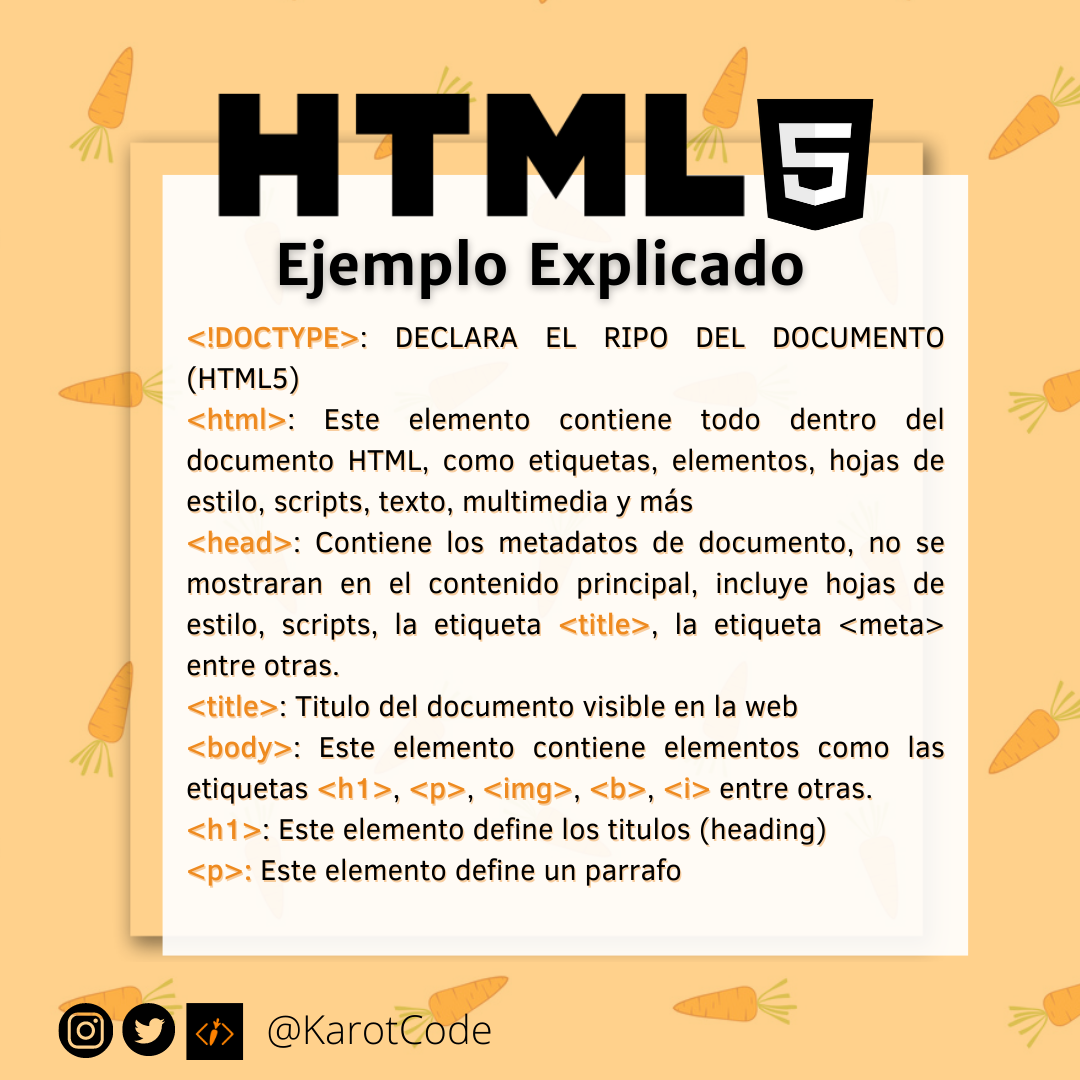 HTML 5
Ejemplo Explicado
<!DOCTYPE>: DECLARA EL RIPO DEL DOCUMENTO
(HTML5)
<html>: Este elemento contiene todo dentro del
documento HTML, como etiquetas, elementos, hojas de
estilo, scripts, texto, multimedia y más
<head>: Contiene los metadatos de documento, no se
mostraran en el contenido principal, incluye hojas de
estilo, scripts, la etiqueta <title>, la etiqueta <meta>
entre otras.
<title>: Titulo del documento visible en la web
<body>: Este elemento contiene elementos como las
etiquetas <h1>, <p>, <img>, <b>, <i> entre otras.
<h1>: Este elemento define los titulos (heading)
<p>: Este elemento define un parrafo
@KarotCode